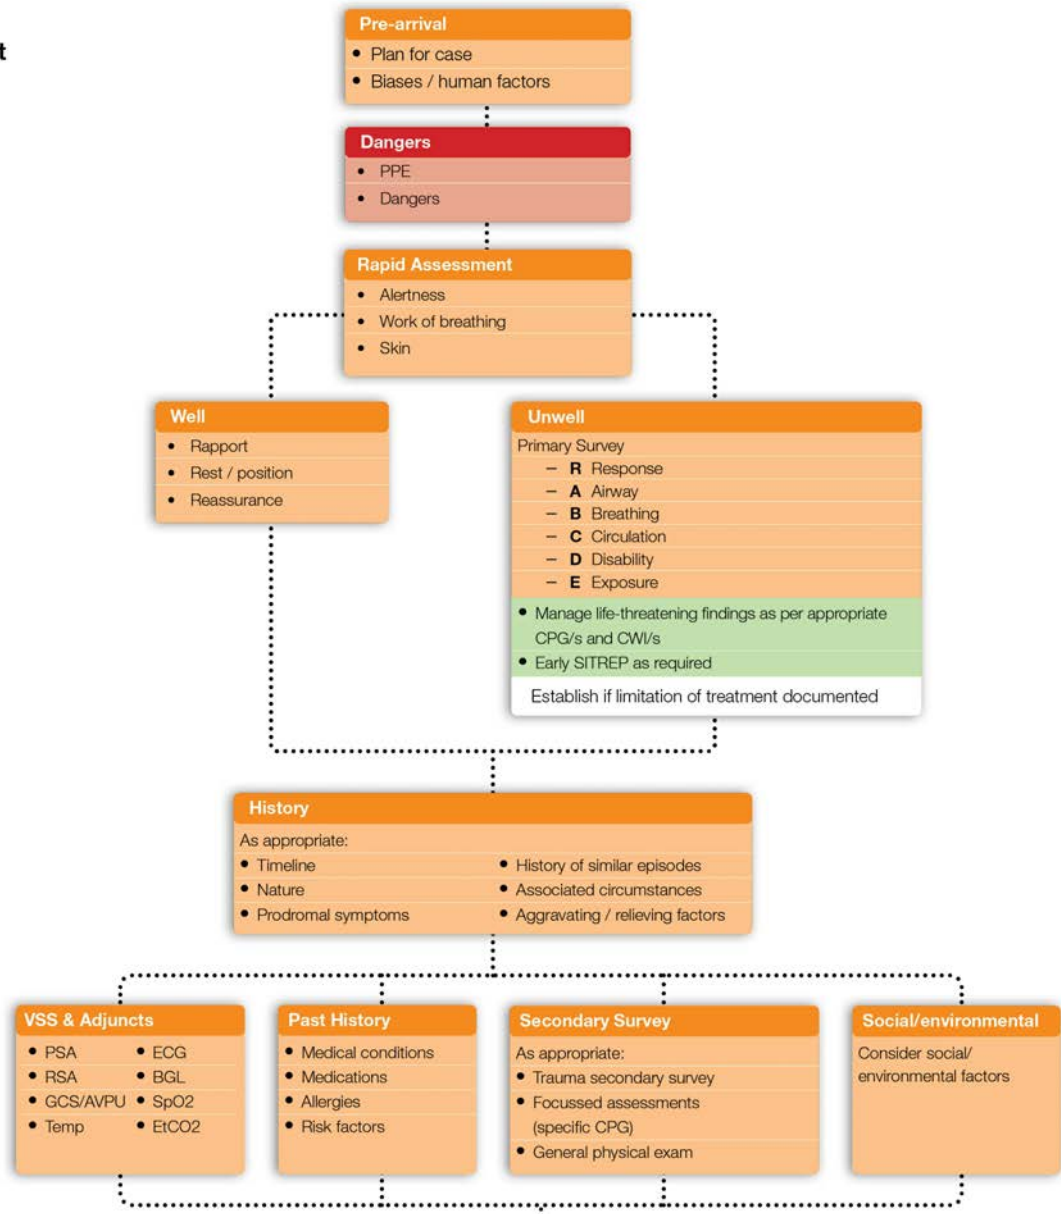 t
Pre-arrival
• Plan for case
• Biases / human factors
Dangers
• PPE
• Dangers
Rapid Assessment
• Alertness
• Work of breathing
• Skin
Well
• Rapport
• Rest / position
• Reassurance
Unwell
Primary Survey
– R Response
– A Airway
– B Breathing
– C Circulation
– D Disability
– E Exposure
• Manage life-threatening findings as per appropriate
CPG/s and CWI/s
• Early SITREP as required
Establish if limitation of treatment documented
History
As appropriate:
• Timeline
• Nature
• Prodromal symptoms
• History of similar episodes
• Associated circumstances
• Aggravating / relieving factors
VSS & Adjuncts
• PSA
• RSA
• GCS/AVPU
• Temp
• ECG
• BGL
• SpO2
• EtCO2
Past History
• Medical conditions
• Medications
• Allergies
• Risk factors
Secondary Survey
As appropriate:
• Trauma secondary survey
• Focussed assessments
(specific CPG)
• General physical exam
Social/environmental
Consider social/
environmental factors